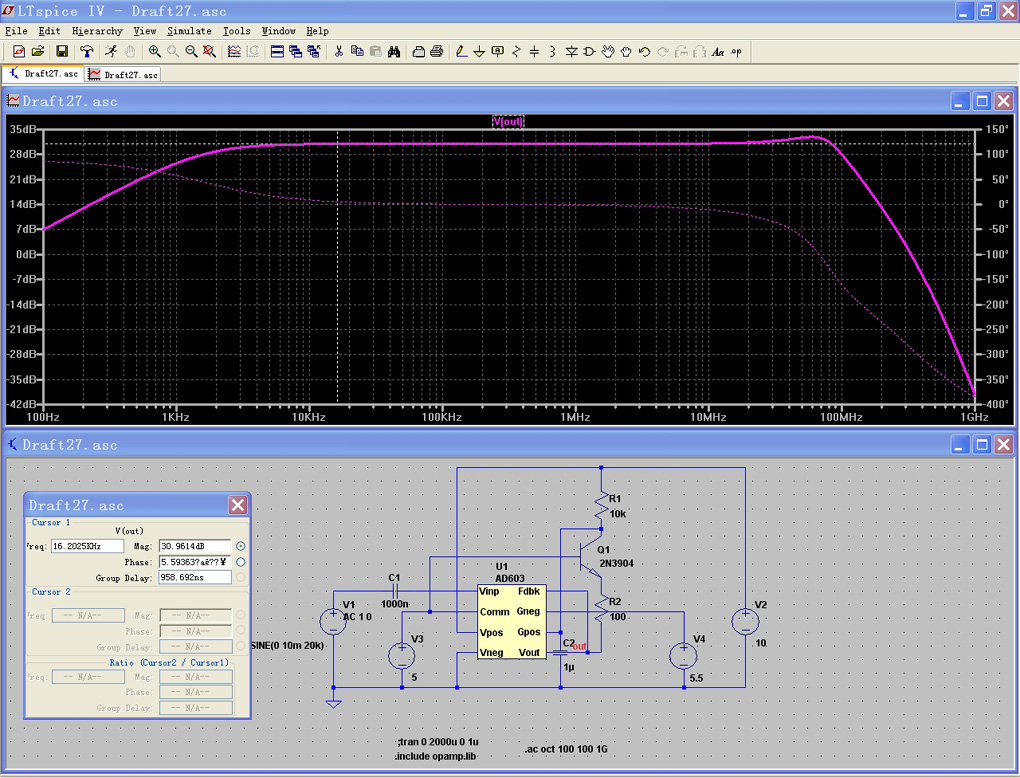 LTspice IV - Draft27.asc
File Edit Hierarchy View Simulate Tools Window Help
Draft27.asc Draft27.asc
Draft27.asc
V(out)
35dB 150°
28dB 100°
21dB 50°
14dB 0°
7dB -50°
0dB -100°
-7dB -150°
-14dB -200°
-21dB -250°
-28dB -300°
-35dB -350°
-42dB -400°
100Hz 1KHz 10KHz 100KHz 1MHz 10MHz 100MHz 1GHz
Draft27.asc
Draft27.asc
Cursor 1
V(out)
Freq: 16.2025KHz Mag: 30.9614dB
Phase: 5.59363?aé??¥
Group Delay: 958.692ns
Cursor 2
Freq: -- N/A-- Mag: -- N/A--
Phase: -- N/A--
Group Delay: -- N/A--
Ratio (Cursor2 / Cursor1)
Freq: -- N/A-- Mag: -- N/A--
Phase: -- N/A--
Group Delay: -- N/A--
R1
10k
Q1
2N3904
U1
AD603
C1
1000n
Vinp Fdbk
Comm Gneg
Vpos Gpos
Vneg Vout
R2
100
V1
AC 1 0
SINE(0 10m 20k)
V3
5
C2
1µ
out
V4
5.5
V2
10
;tran 0 2000u 0 1u
.include opamp.lib
.ac oct 100 100 1G